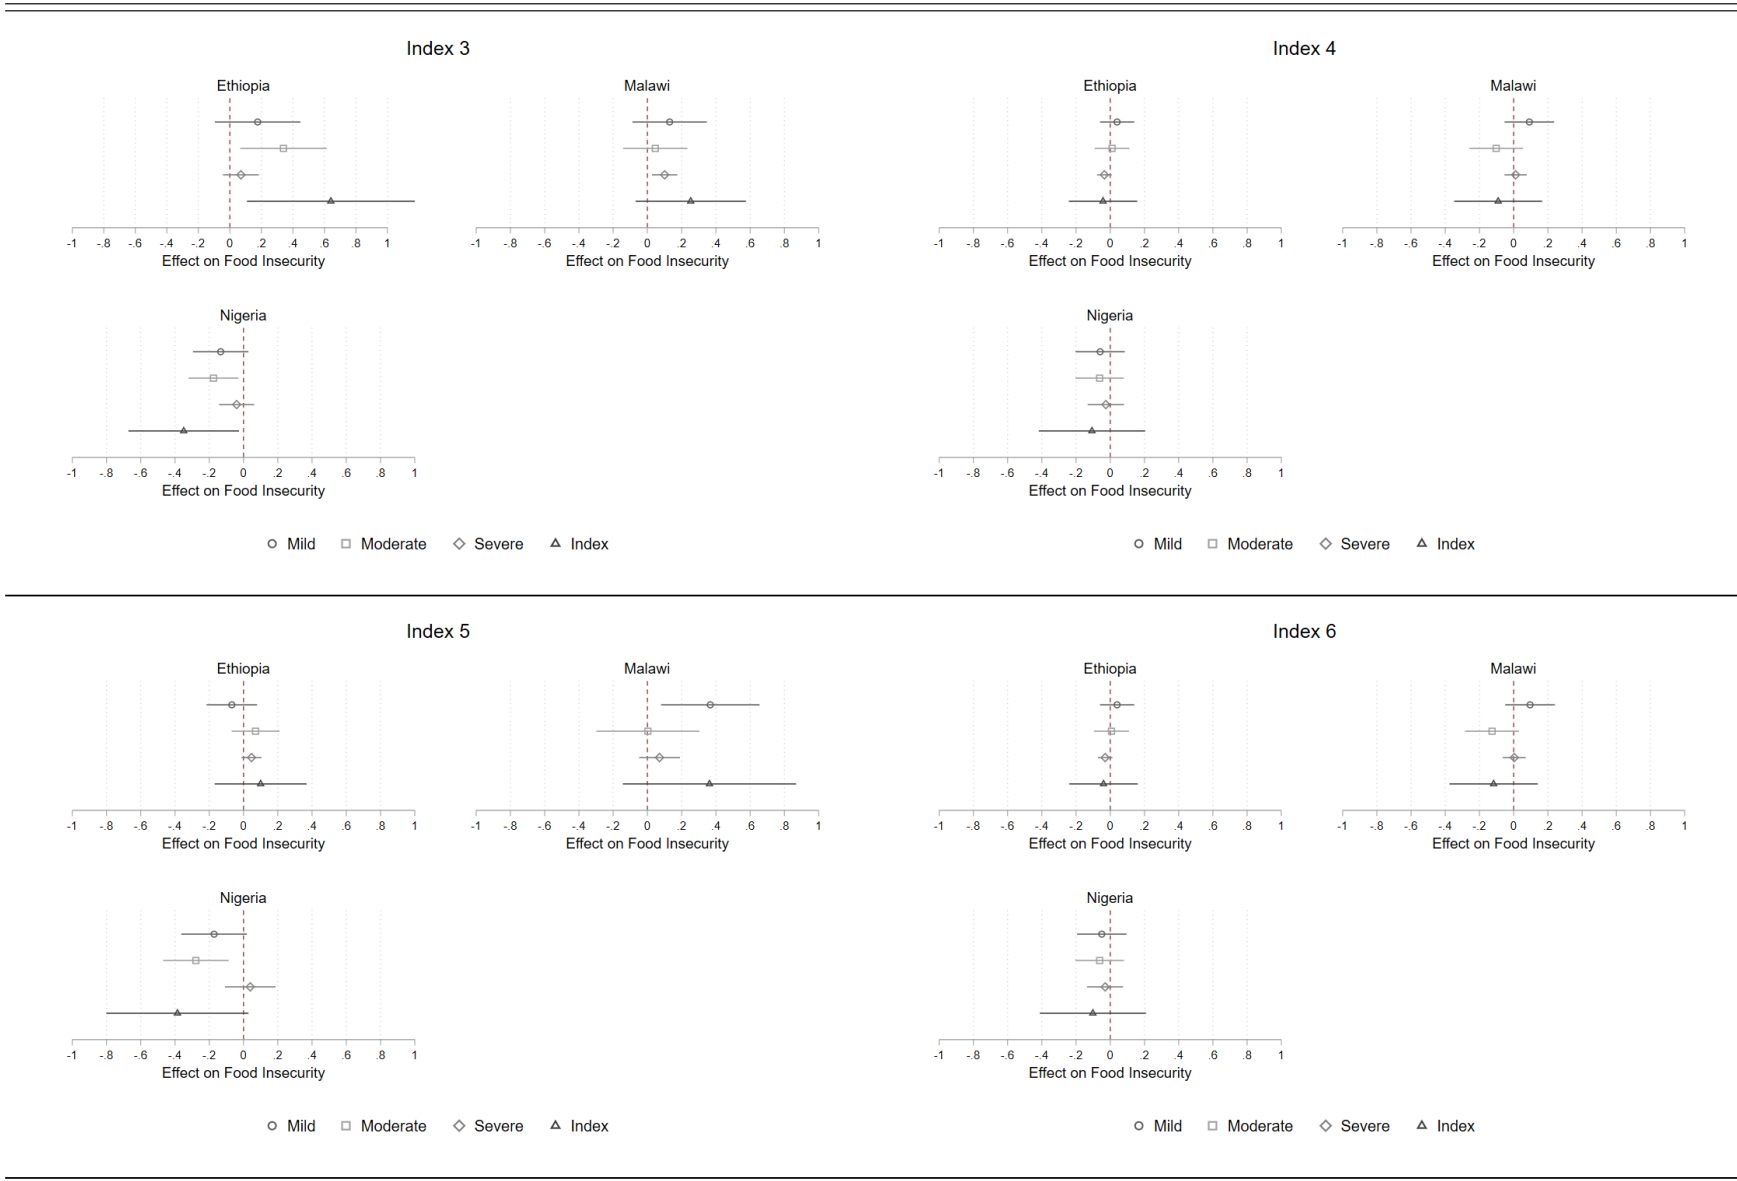 Index 3
Ethiopia
-1 -.8 -.6 -.4 -.2 0 .2 .4 .6 .8 1
Effect on Food Insecurity
Malawi
-1 -.8 -.6 -.4 -.2 0 .2 .4 .6 .8 1
Effect on Food Insecurity
Nigeria
-1 -.8 -.6 -.4 -.2 0 .2 .4 .6 .8 1
Effect on Food Insecurity
Mild Moderate Severe Index
Index 4
Ethiopia
-1 -.8 -.6 -.4 -.2 0 .2 .4 .6 .8 1
Effect on Food Insecurity
Malawi
-1 -.8 -.6 -.4 -.2 0 .2 .4 .6 .8 1
Effect on Food Insecurity
Nigeria
-1 -.8 -.6 -.4 -.2 0 .2 .4 .6 .8 1
Effect on Food Insecurity
Mild Moderate Severe Index
Index 5
Ethiopia
-1 -.8 -.6 -.4 -.2 0 .2 .4 .6 .8 1
Effect on Food Insecurity
Malawi
-1 -.8 -.6 -.4 -.2 0 .2 .4 .6 .8 1
Effect on Food Insecurity
Nigeria
-1 -.8 -.6 -.4 -.2 0 .2 .4 .6 .8 1
Effect on Food Insecurity
Mild Moderate Severe Index
Index 6
Ethiopia
-1 -.8 -.6 -.4 -.2 0 .2 .4 .6 .8 1
Effect on Food Insecurity
Malawi
-1 -.8 -.6 -.4 -.2 0 .2 .4 .6 .8 1
Effect on Food Insecurity
Nigeria
-1 -.8 -.6 -.4 -.2 0 .2 .4 .6 .8 1
Effect on Food Insecurity
Mild Moderate Severe Index